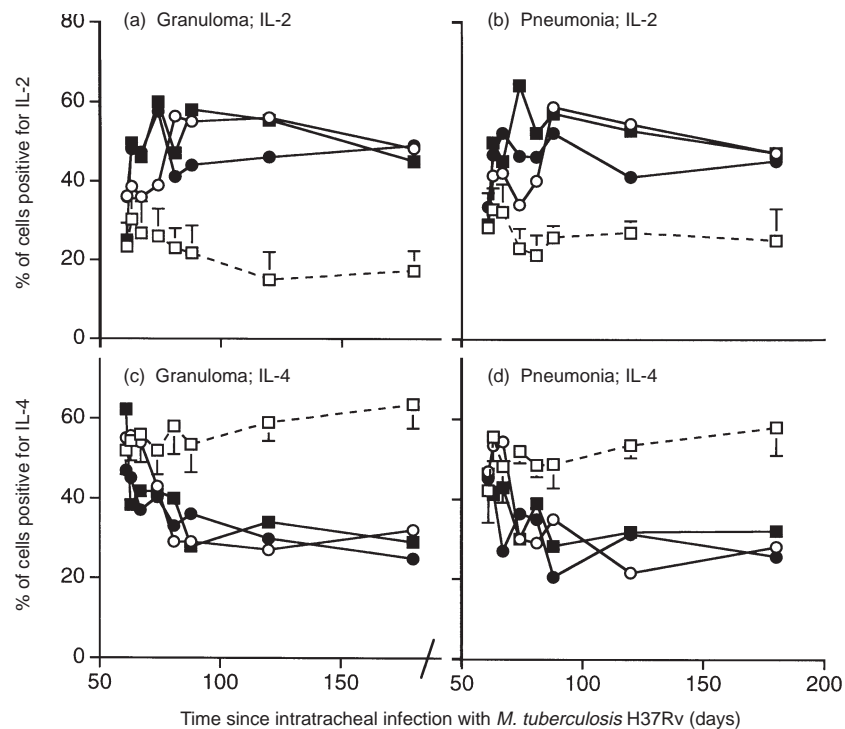 (a) Granuloma; IL-2
(b) Pneumonia; IL-2
% of cells positive for IL-2
80
60
40
20
0
(c) Granuloma; IL-4
(d) Pneumonia; IL-4
% of cells positive for IL-4
60
40
20
0
50 100 150
50 100 150 200
Time since intratracheal infection with M. tuberculosis H37Rv (days)